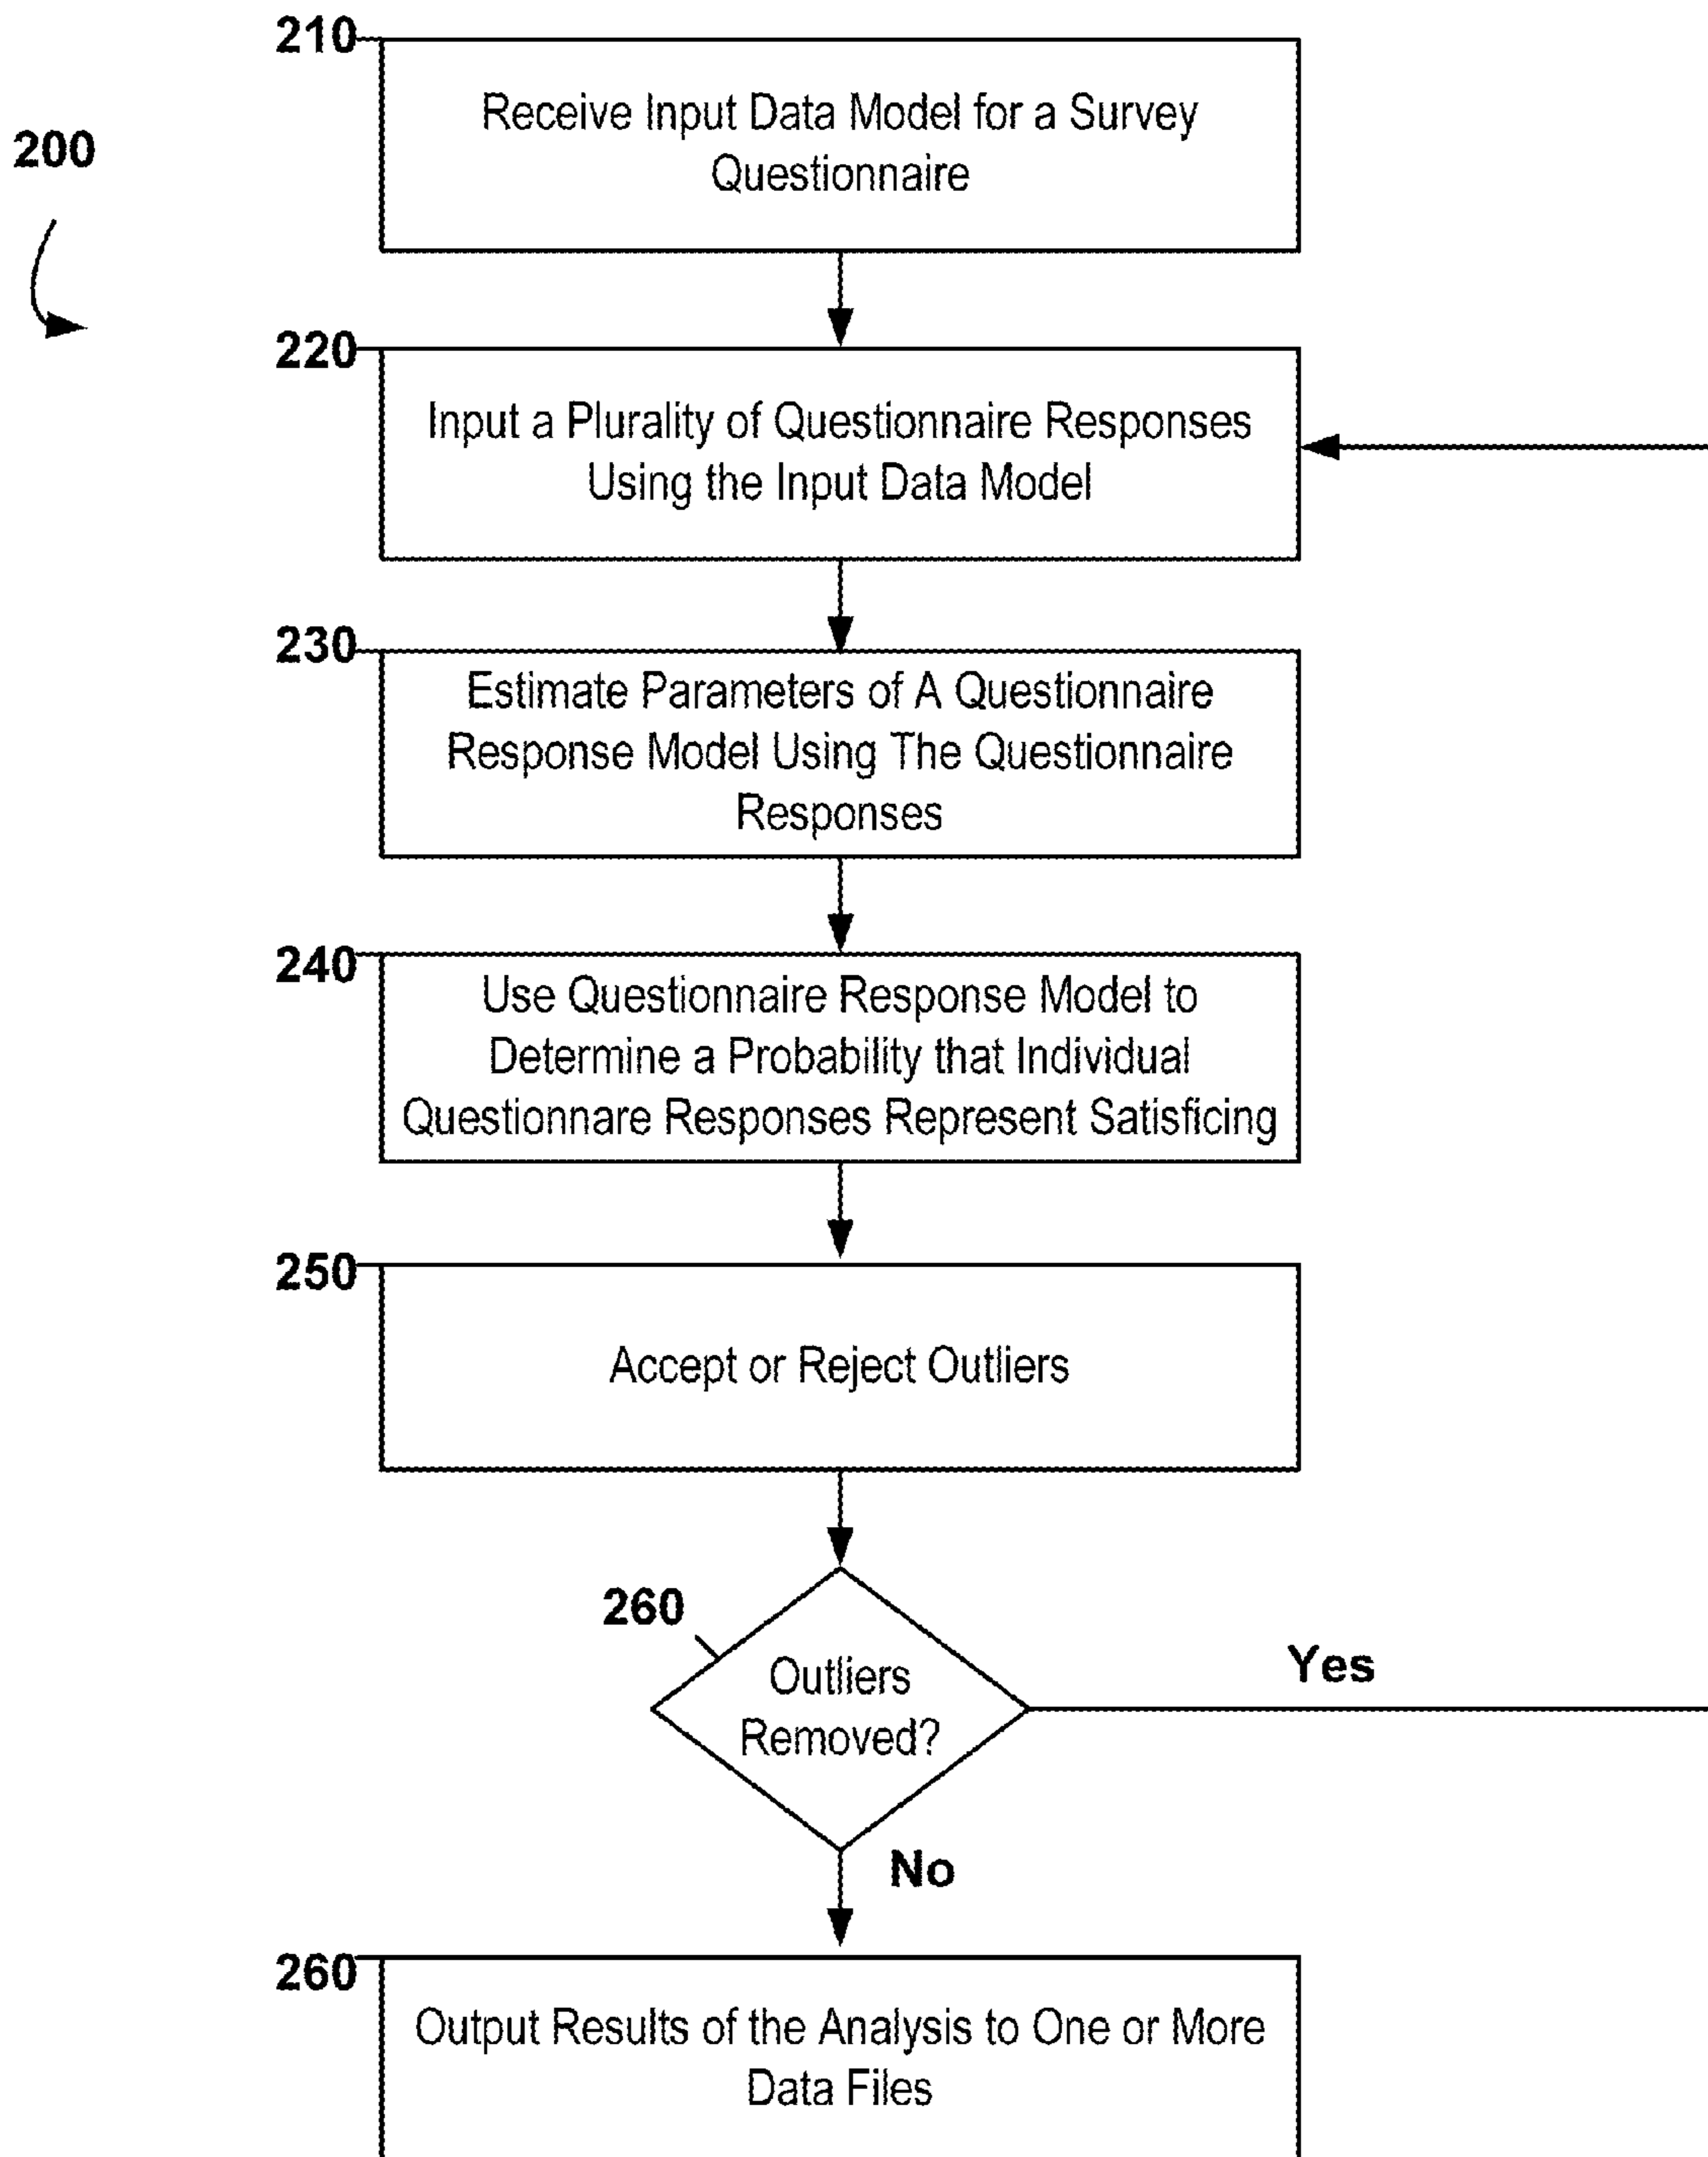 210
Receive Input Data Model for a Survey
Questionnaire
200
220
Input a Plurality of Questionnaire Responses
Using the Input Data Model
230
Estimate Parameters of A Questionnaire
Response Model Using The Questionnaire
Responses
240
Use Questionnaire Response Model to
Determine a Probability that Individual
Questionnare Responses Represent Satisficing
250
Accept or Reject Outliers
260
Outliers
Removed?
Yes
No
260
Output Results of the Analysis to One or More
Data Files